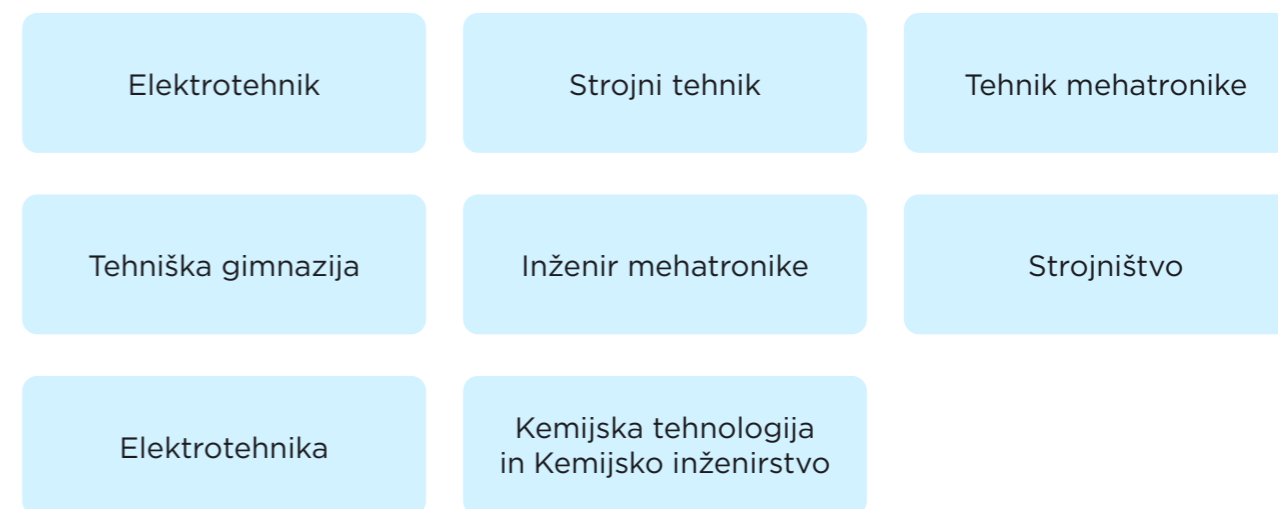 Elektrotehnik
Strojni tehnik
Tehnik mehatronike
Tehniška gimnazija
Inženir mehatronike
Strojništvo
Elektrotehnika
Kemijska tehnologija
in Kemijsko inženirstvo